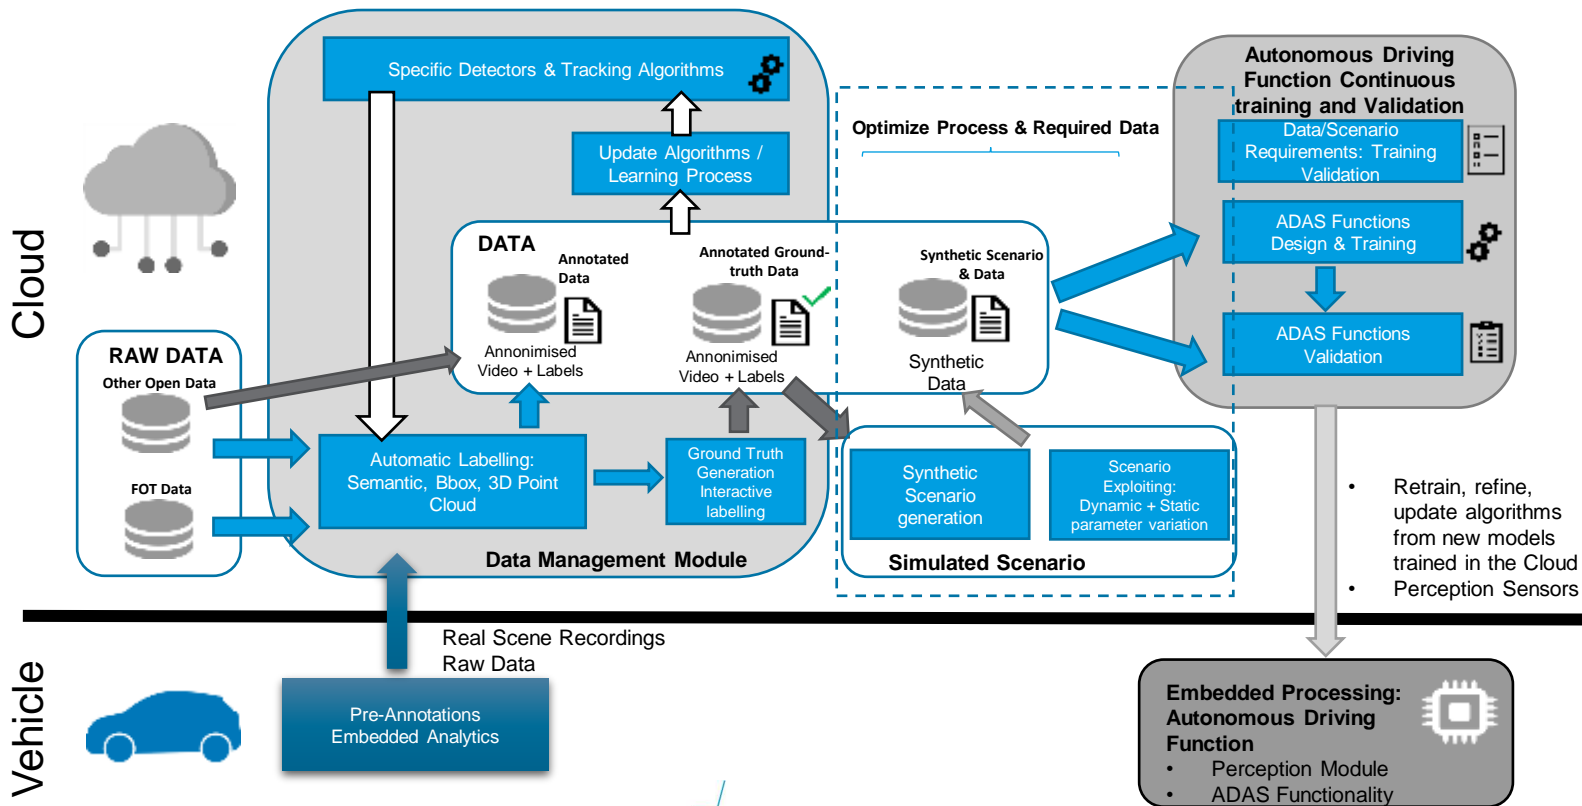 Cloud
Vehicle
Specific Detectors & Tracking Algorithms
Update Algorithms /
Learning Process
Optimize Process & Required Data
Autonomous Driving
Function Continuous
training and Validation
Data/Scenario
Requirements: Training
Validation
ADAS Functions
Design & Training
ADAS Functions
Validation
DATA
Annotated
Data
Annonimised
Video + Labels
Annotated Ground-
truth Data
Annonimised
Video + Labels
Synthetic Scenario
& Data
Synthetic
Data
RAW DATA
Other Open Data
FOT Data
Automatic Labelling:
Semantic, Bbox, 3D Point
Cloud
Ground Truth
Generation
Interactive
labelling
Data Management Module
Synthetic
Scenario
generation
Scenario
Exploiting:
Dynamic + Static
parameter variation
Simulated Scenario
• Retrain, refine,
update algorithms
from new models
trained in the Cloud
• Perception Sensors
Real Scene Recordings
Raw Data
Pre-Annotations
Embedded Analytics
Embedded Processing:
Autonomous Driving
Function
• Perception Module
• ADAS Functionality